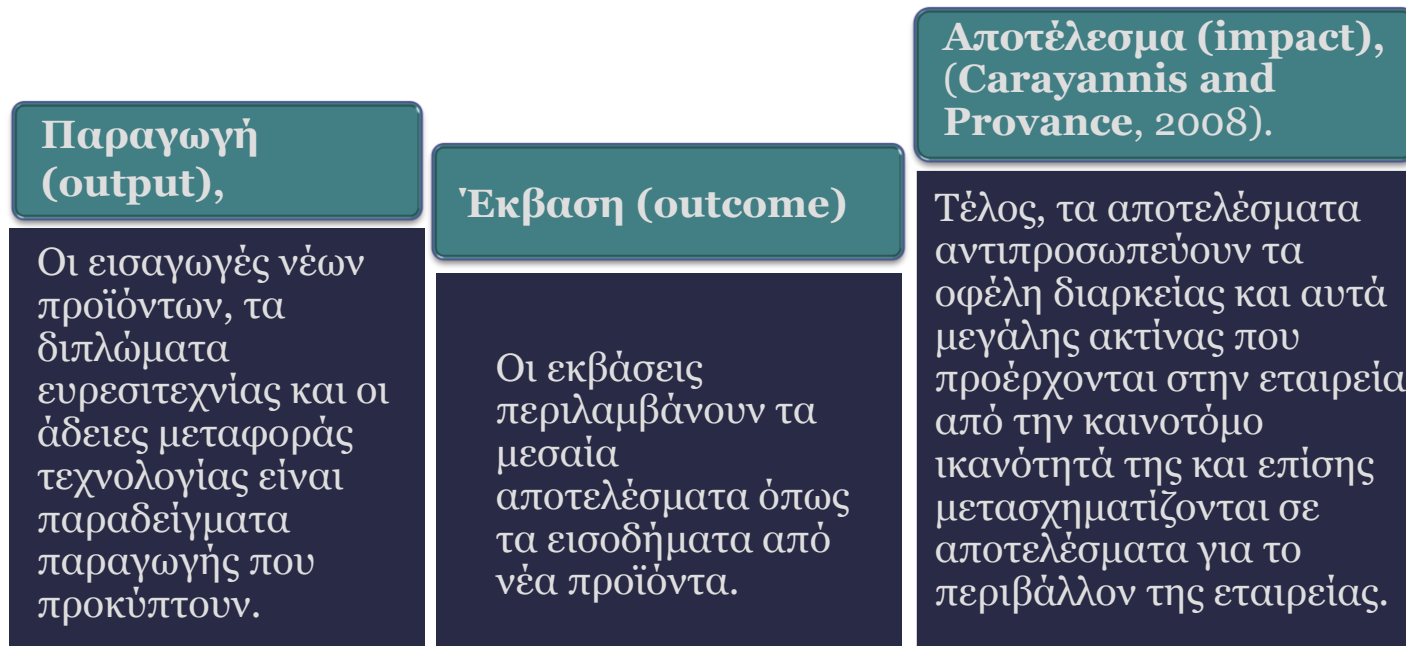 Παραγωγή
(output),
Οι εισαγωγές νέων
προϊόντων, τα
διπλώματα
ευρεσιτεχνίας και οι
άδειες μεταφοράς
τεχνολογίας είναι
παραδείγματα
παραγωγής που
προκύπτουν.
Έκβαση (outcome)
Οι εκβάσεις
περιλαμβάνουν τα
μεσαία
αποτελέσματα όπως
τα εισοδήματα από
νέα προϊόντα.
Αποτέλεσμα (impact),
(Carayannis and
Provance, 2008).
Τέλος, τα αποτελέσματα
αντιπροσωπεύουν τα
οφέλη διαρκείας και αυτά
μεγάλης ακτίνας που
προέρχονται στην εταιρεία
από την καινοτόμο
ικανότητά της και επίσης
μετασχηματίζονται σε
αποτελέσματα για το
περιβάλλον της εταιρείας.